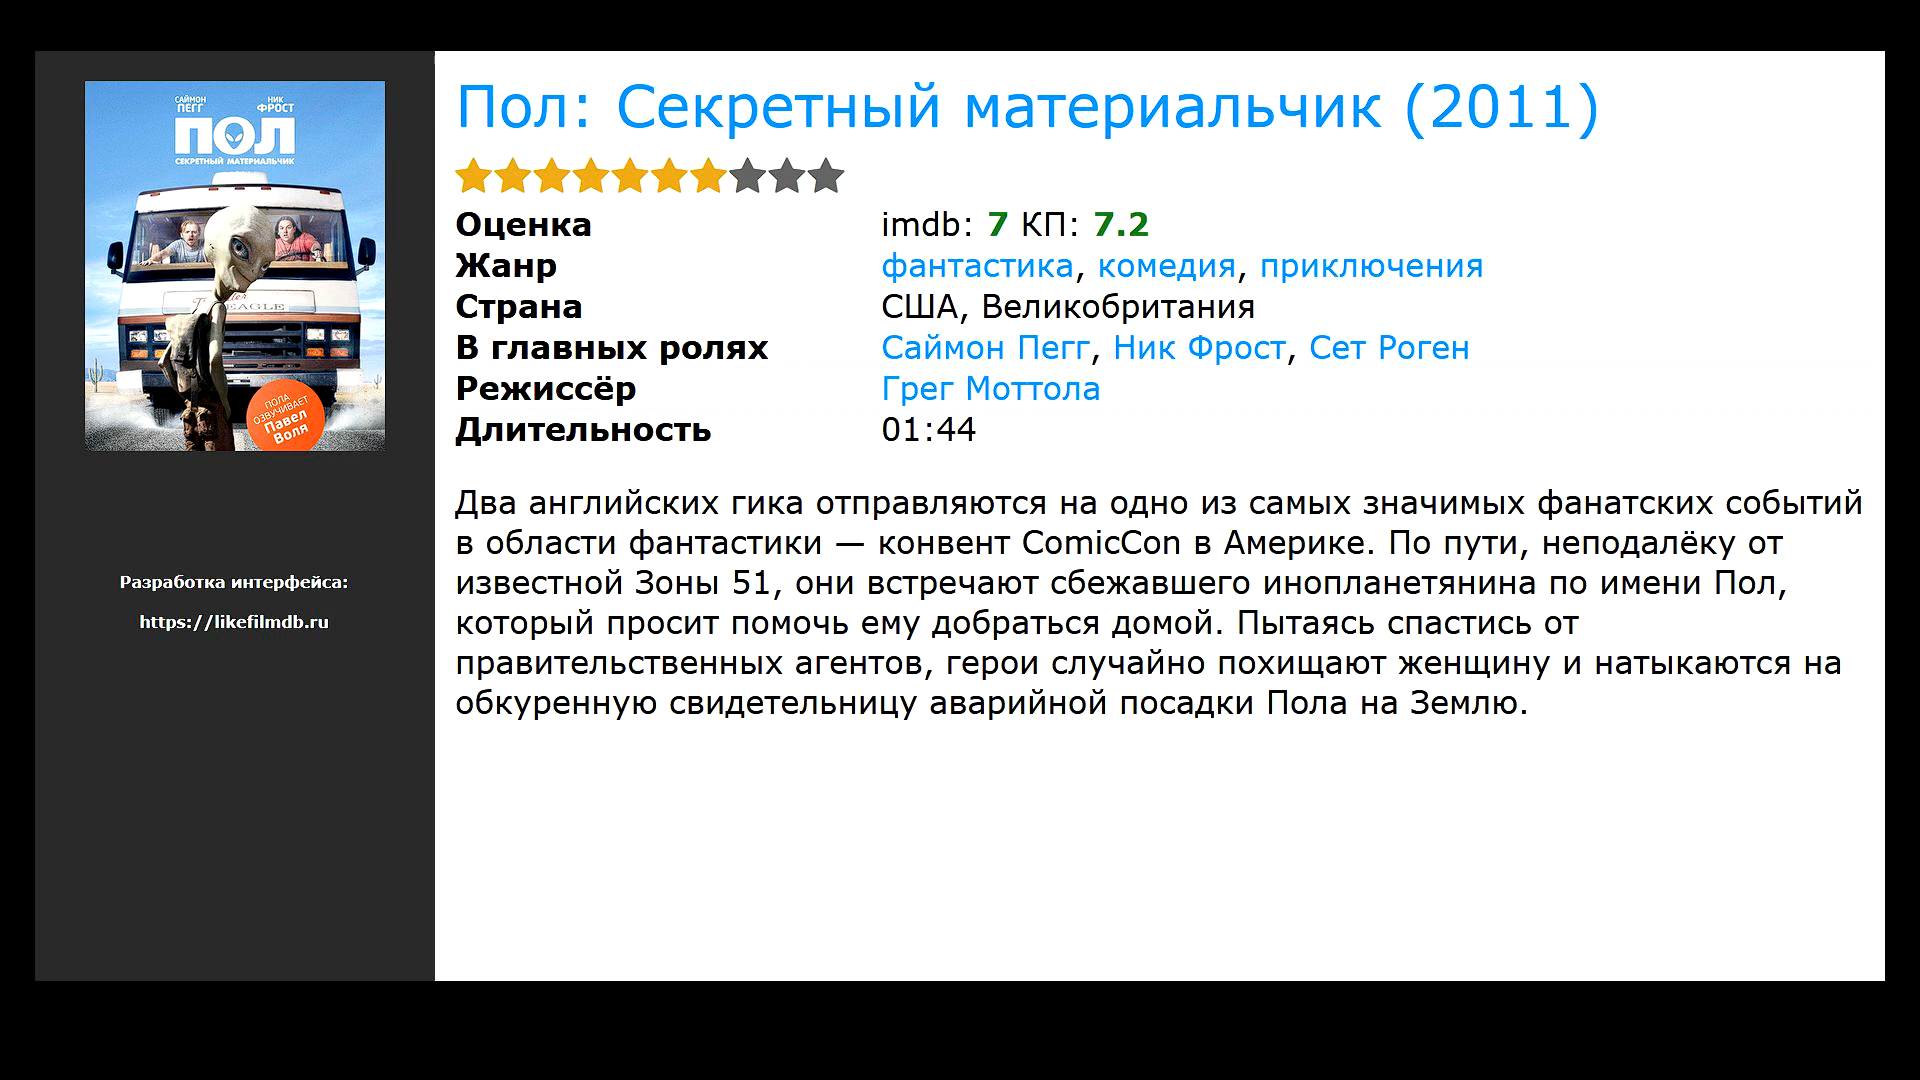 САЙМОН ПЕГГ
НИК ФРОСТ
ПОЛ
СЕКРЕТНЫЙ МАТЕРИАЛЬЧИК
EAGLE
ПОЛА
ОЗВУЧИВАЕТ
Павел
Воля
Разработка интерфейса:
https://likefilmdb.ru
Пол: Секретный материальчик (2011)
Оценка imdb: 7 КП: 7.2
Жанр фантастика, комедия, приключения
Страна США, Великобритания
В главных ролях Саймон Пегг, Ник Фрост, Сет Роген
Режиссёр Грег Моттола
Длительность 01:44
Два английских гика отправляются на одно из самых значимых фанатских событий
в области фантастики — конвент ComicCon в Америке. По пути, неподалёку от
известной Зоны 51, они встречают сбежавшего инопланетянина по имени Пол,
который просит помочь ему добраться домой. Пытаясь спастись от
правительственных агентов, герои случайно похищают женщину и натыкаются на
обкуренную свидетельницу аварийной посадки Пола на Землю.